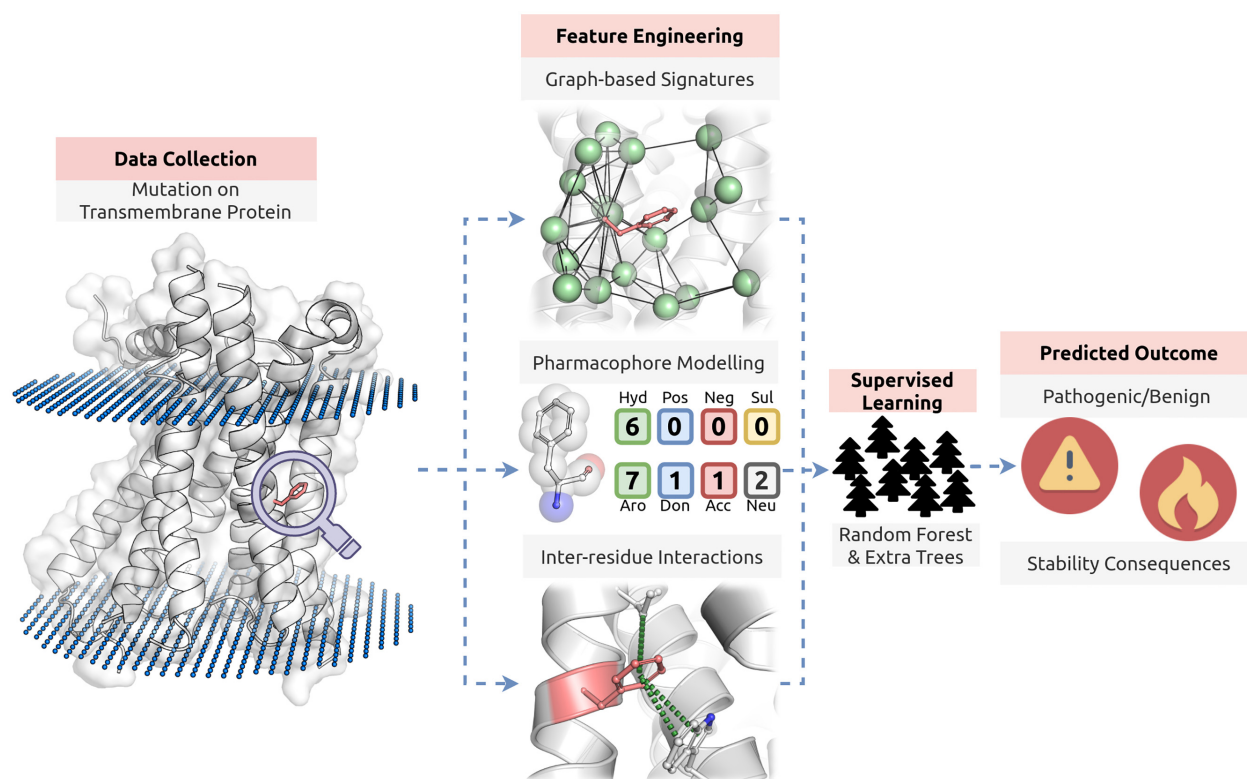 Data Collection
Mutation on
Transmembrane Protein
Feature Engineering
Graph-based Signatures
Pharmacophore Modelling
Hyd Pos Neg Sul
6 0 0 0
7 1 1 2
Aro Don Acc Neu
Inter-residue Interactions
Supervised
Learning
Random Forest
& Extra Trees
Predicted Outcome
Pathogenic/Benign
Stability Consequences